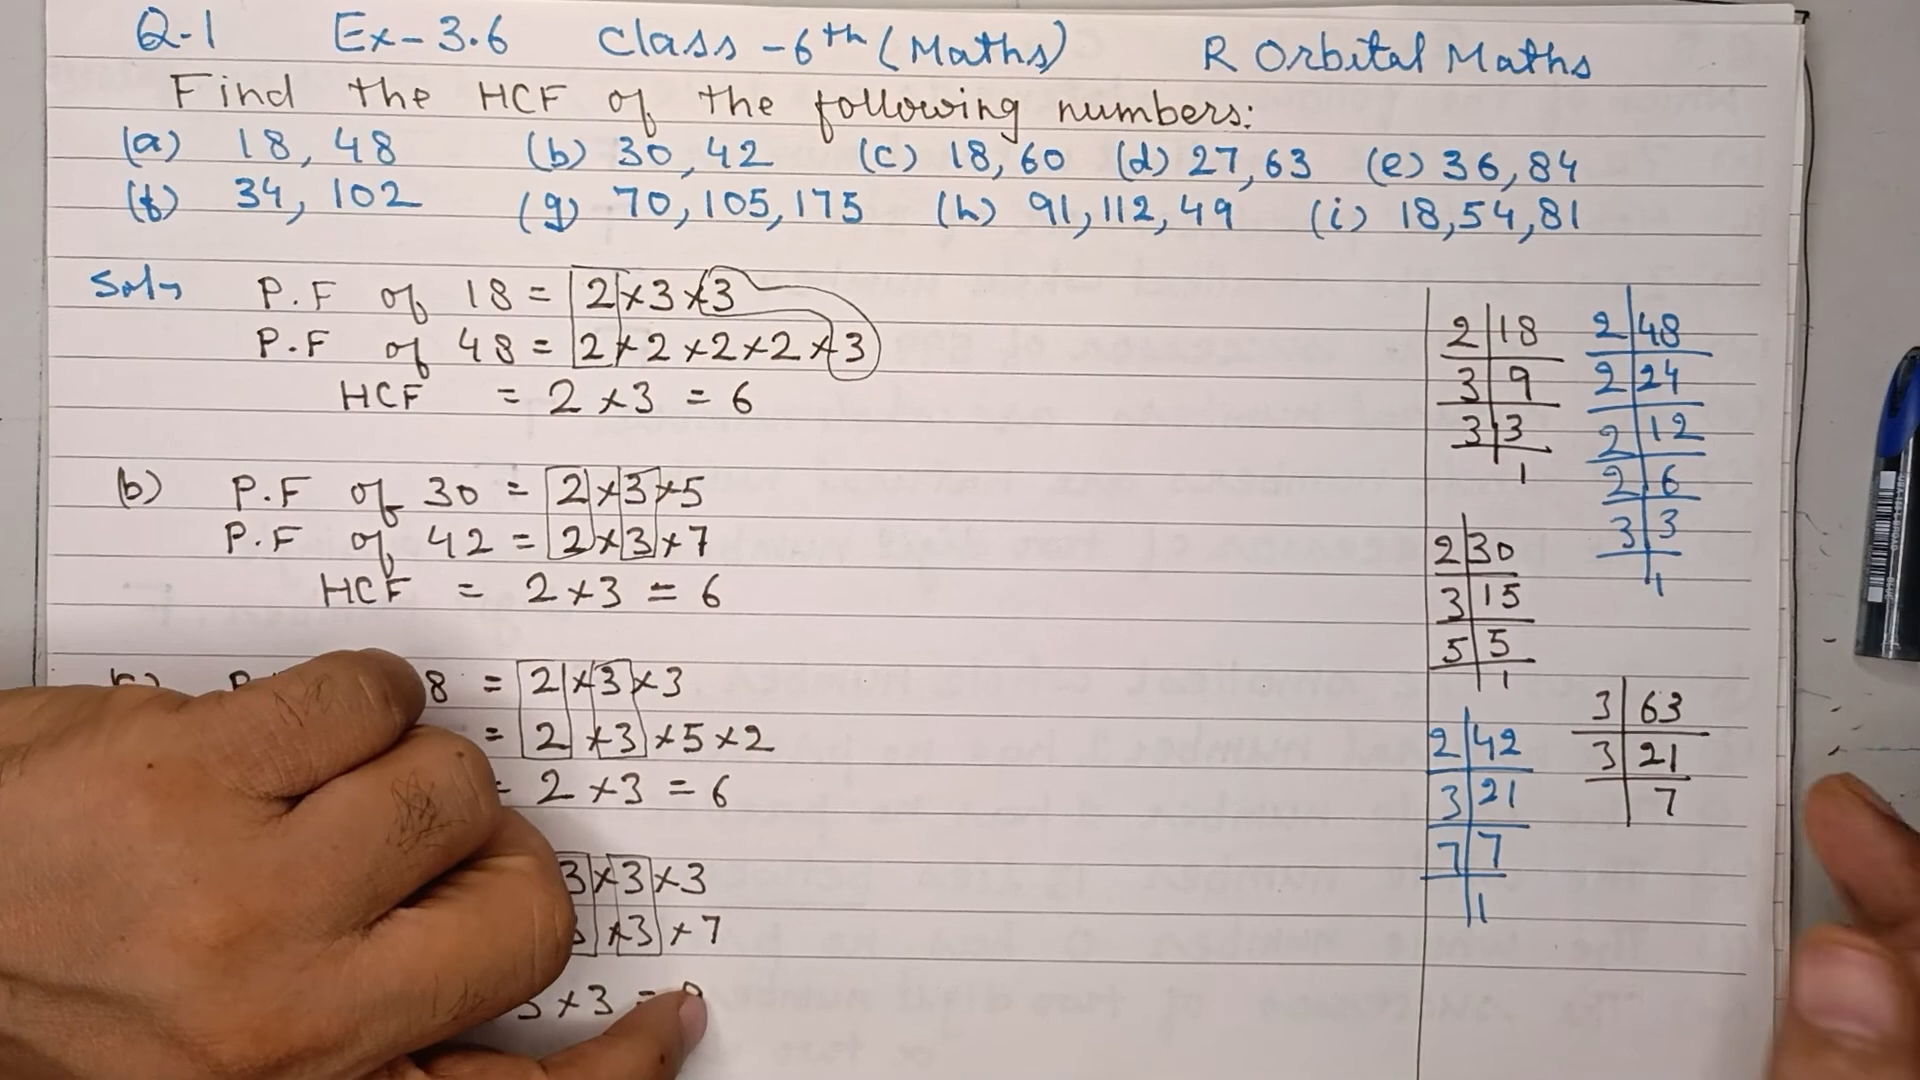 Q-1 Ex-3.6 Class-6th (Maths) R Orbital Maths
Find the HCF of the following numbers:
(a) 18, 48 (b) 30, 42 (c) 18, 60 (d) 27, 63 (e) 36, 84
(f) 34, 102 (g) 70, 105, 175 (h) 91, 112, 49 (i) 18, 54, 81
Soln P.F of 18 = 2×3×3
P.F of 48 = 2×2×2×2×3
HCF = 2×3 = 6
(b) P.F of 30 = 2×3×5
P.F of 42 = 2×3×7
HCF = 2×3 = 6
8 = 2×3×3
= 2×3×5×2
= 2×3 = 6
3×3×3
×3×7
3×3 =
2|18
3|9
3|3
1
2|48
2|24
2|12
2|6
3|3
1
2|30
3|15
5|5
1
2|42
3|21
7|7
1
3|63
3|21
7